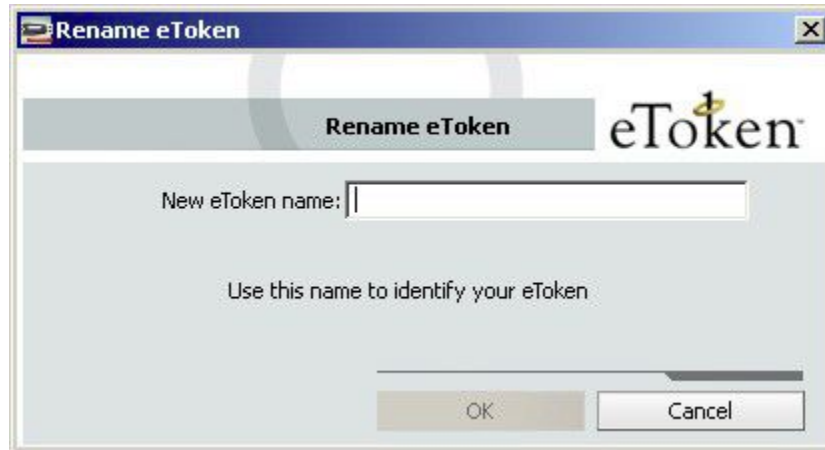 Rename eToken
Rename eToken
eToken
New eToken name:
Use this name to identify your eToken
OK
Cancel